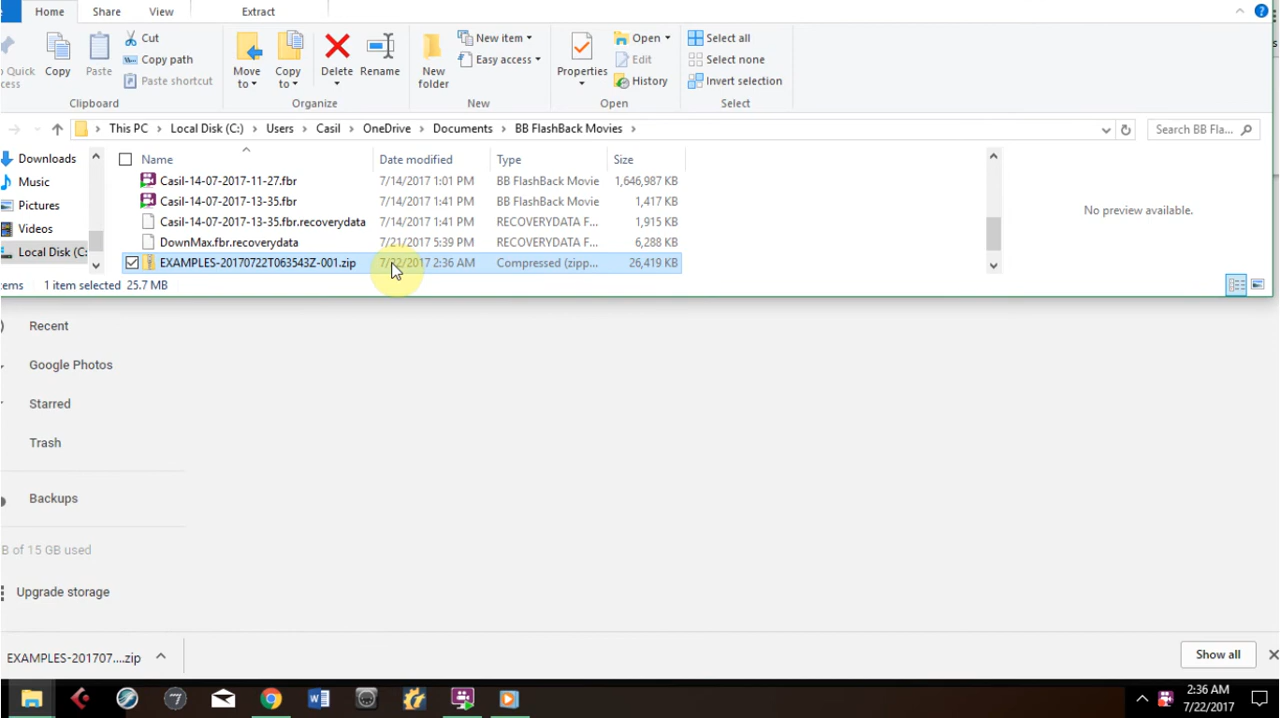 Home Share View Extract
Quick access
Copy
Paste
Cut
Copy path
Paste shortcut
Clipboard
Move to
Copy to
Delete
Rename
Organize
New folder
New item
Easy access
New
Properties
Open
Edit
History
Open
Select all
Select none
Invert selection
Select
This PC > Local Disk (C:) > Users > Casil > OneDrive > Documents > BB FlashBack Movies >
Search BB Fla...
Downloads
Music
Pictures
Videos
Local Disk (C:
Name Date modified Type Size
Casil-14-07-2017-11-27.fbr 7/14/2017 1:01 PM BB FlashBack Movie 1,646,987 KB
Casil-14-07-2017-13-35.fbr 7/14/2017 1:41 PM BB FlashBack Movie 1,417 KB
Casil-14-07-2017-13-35.fbr.recoverydata 7/14/2017 1:41 PM RECOVERYDATA F... 1,915 KB
DownMax.fbr.recoverydata 7/21/2017 5:39 PM RECOVERYDATA F... 6,288 KB
EXAMPLES-20170722T063543Z-001.zip 7/22/2017 2:36 AM Compressed (zipp... 26,419 KB
No preview available.
ems 1 item selected 25.7 MB
Recent
Google Photos
Starred
Trash
Backups
B of 15 GB used
Upgrade storage
EXAMPLES-201707....zip
Show all
2:36 AM
7/22/2017